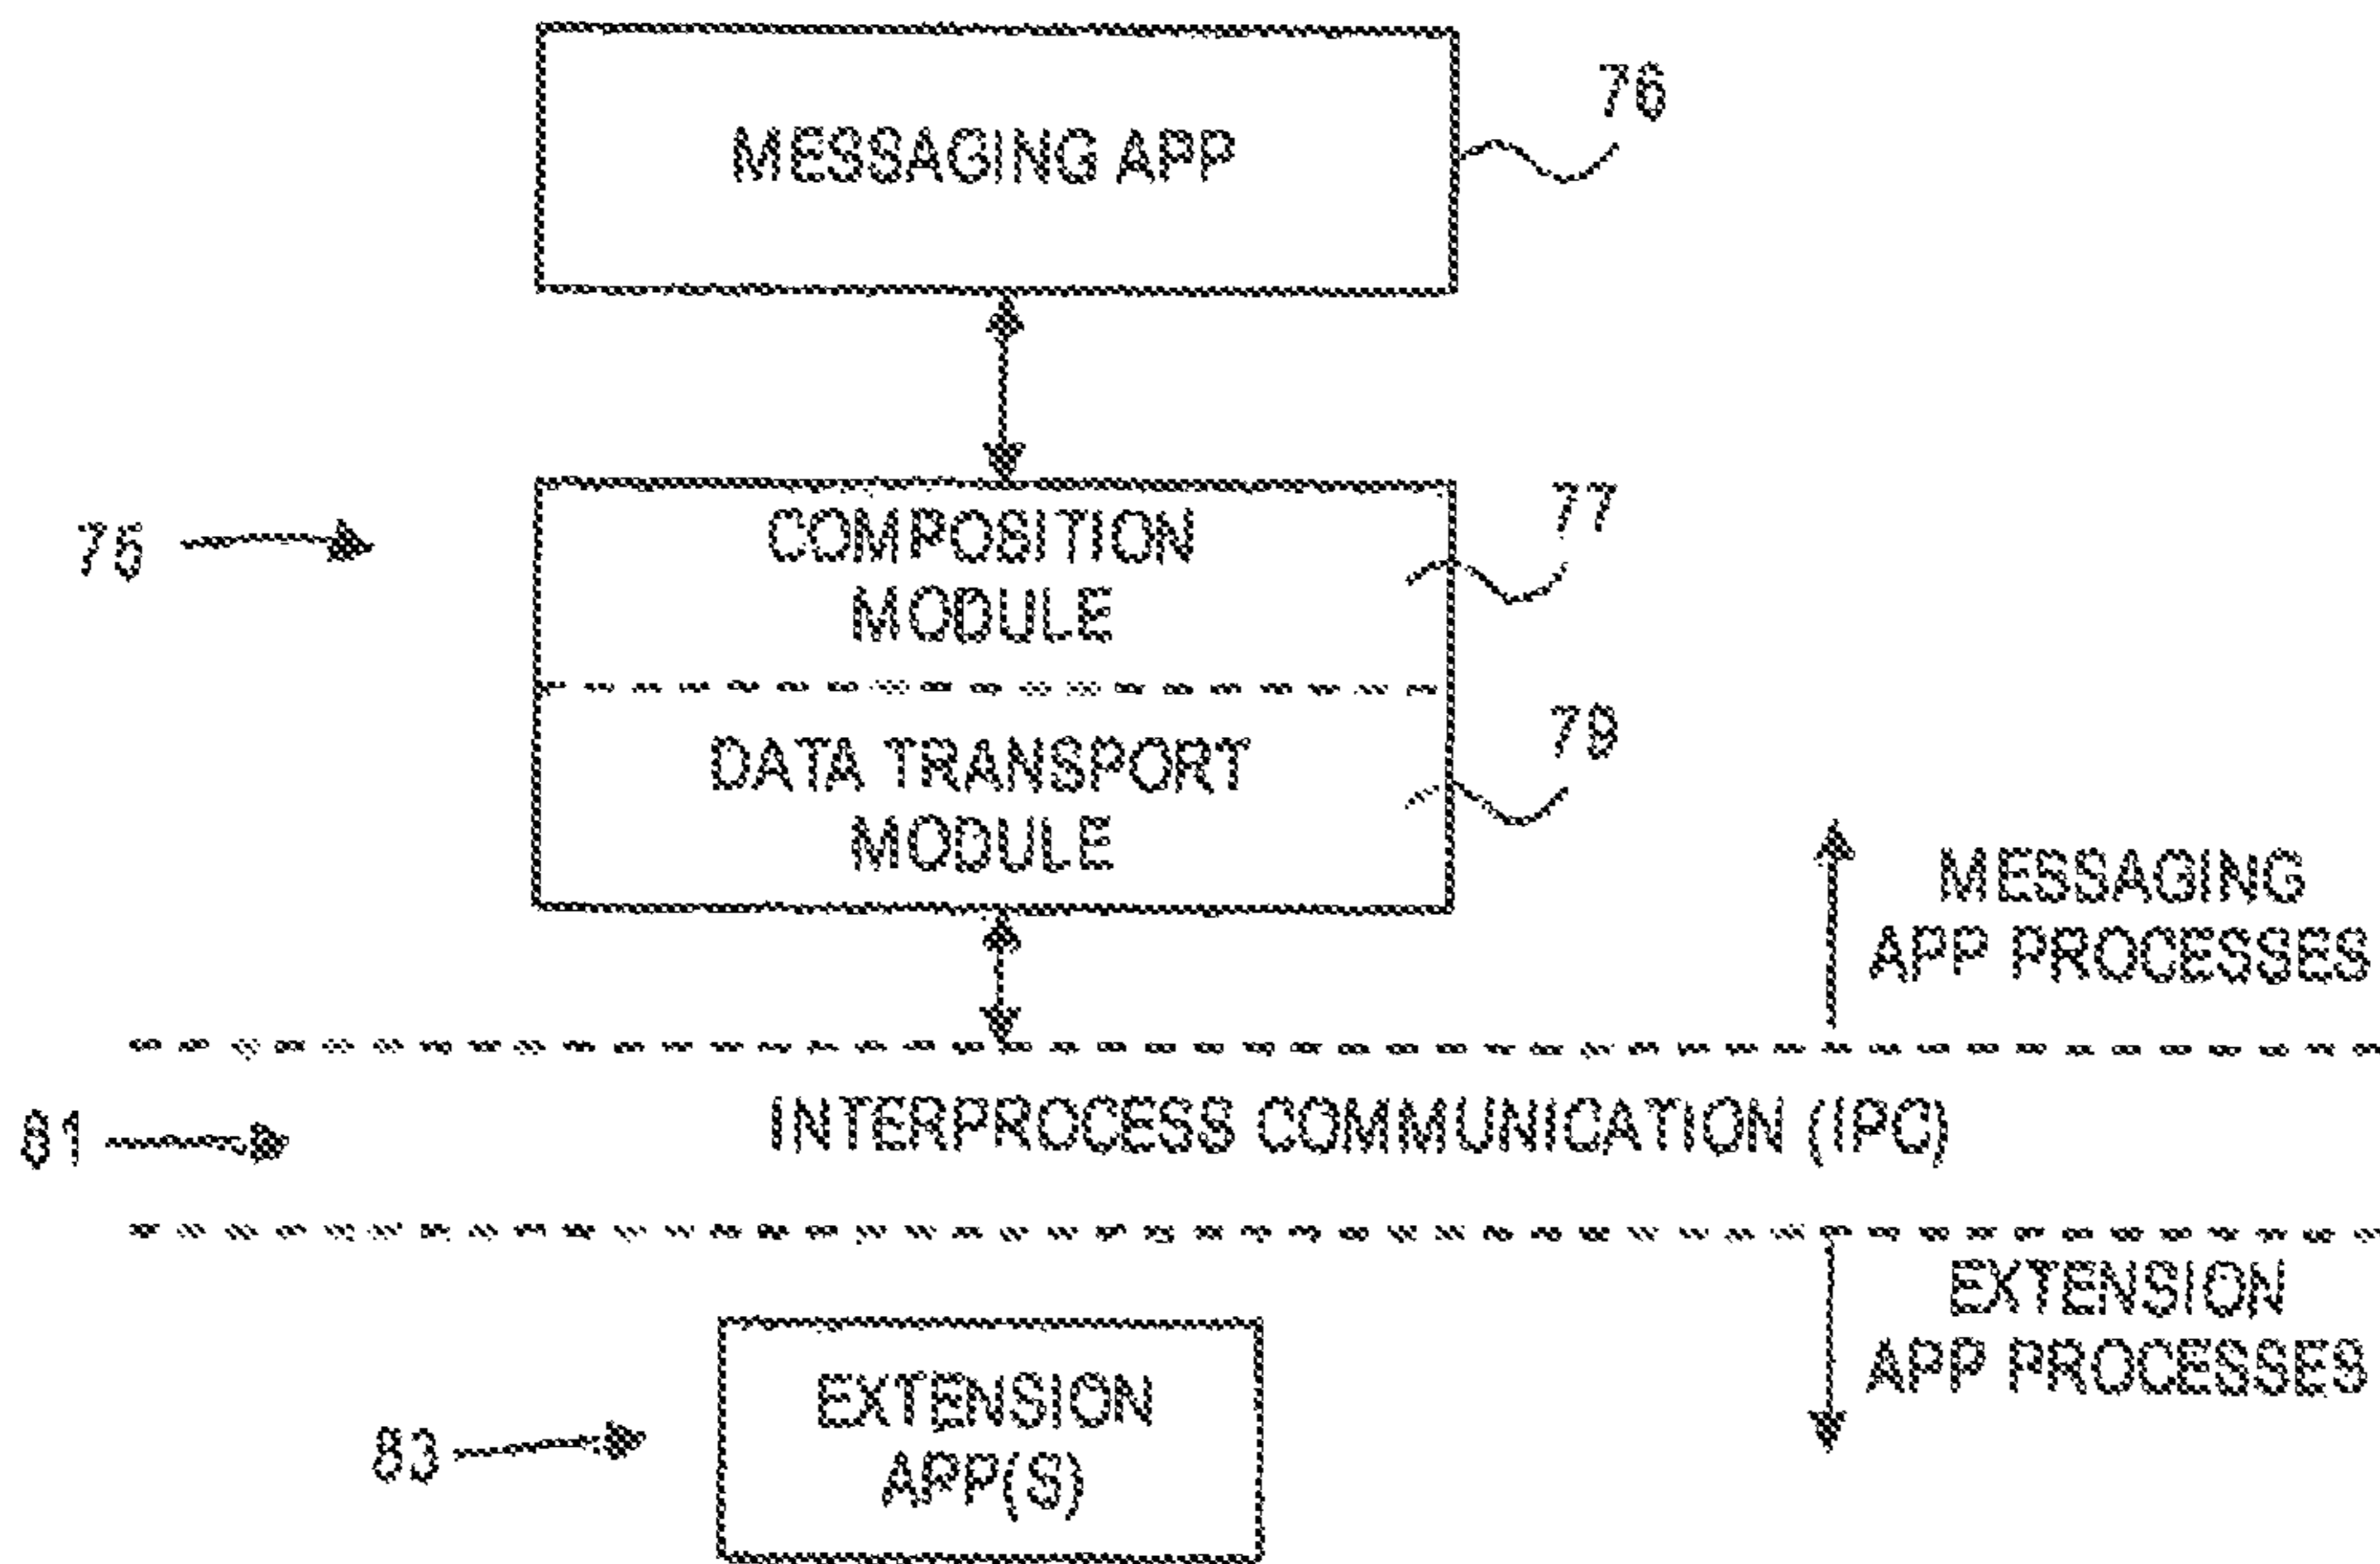 MESSAGING APP
76
75
COMPOSITION
MODULE
77
DATA TRANSPORT
MODULE
79
MESSAGING
APP PROCESSES
81
INTERPROCESS COMMUNICATION (IPC)
EXTENSION
APP PROCESSES
83
EXTENSION
APP(S)